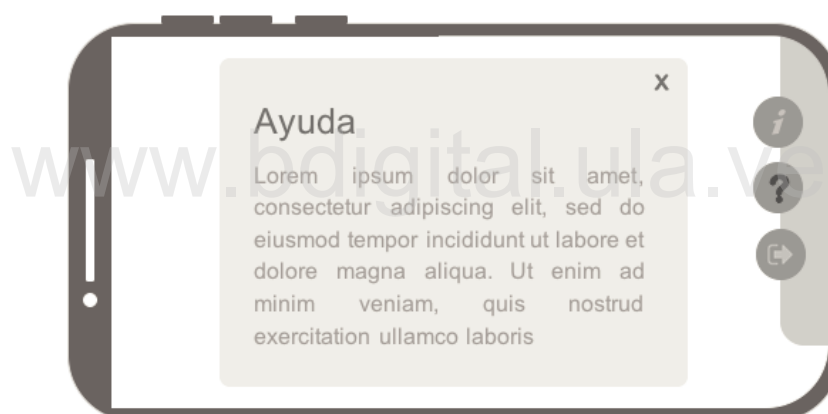 x
Ayuda
Lorem ipsum dolor sit amet,
consectetur adipiscing elit, sed do
eiusmod tempor incididunt ut labore et
dolore magna aliqua. Ut enim ad
minim veniam, quis nostrud
exercitation ullamco laboris
www.bdigital.ula.ve
i
?